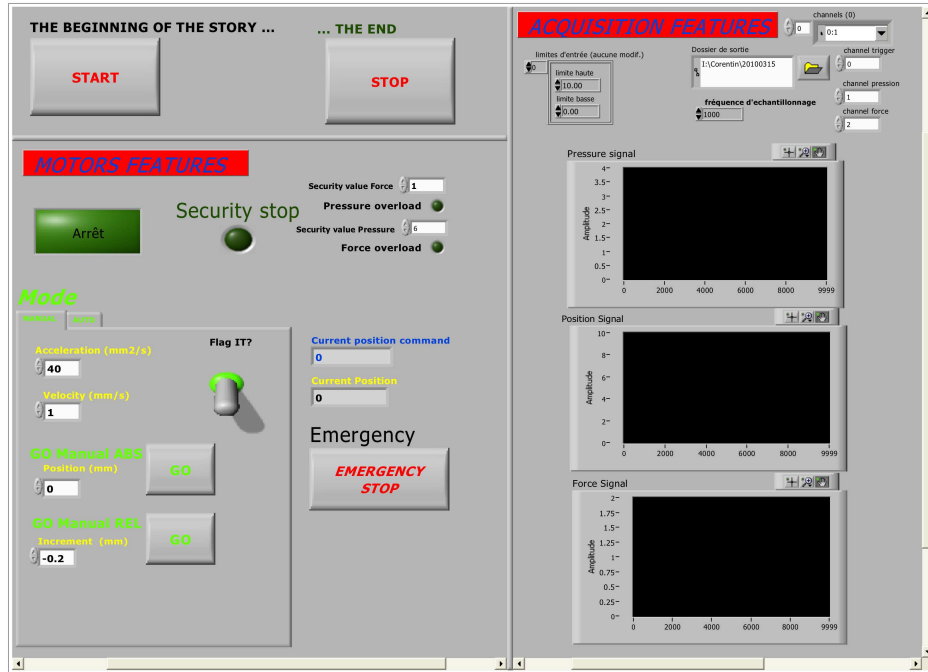 THE BEGINNING OF THE STORY ...
... THE END
START
STOP
MOTORS FEATURES
Arrêt
Security stop
Security value Force
1
Pressure overload
Security value Pressure
6
Force overload
Mode
MANUAL
AUTO
Acceleration (mm2/s)
40
Velocity (mm/s)
1
Flag IT?
GO Manual ABS
Position (mm)
0
GO
GO Manual REL
Increment (mm)
-0.2
GO
Current position command
0
Current Position
0
Emergency
EMERGENCY
STOP
ACQUISITION FEATURES
channels (0)
0
0:1
limites d'entrée (aucune modif.)
0
limite haute
10.00
limite basse
0.00
Dossier de sortie
I:\Corentin\20100315
fréquence d'echantillonnage
1000
channel trigger
0
channel pression
1
channel force
2
Pressure signal
Amplitude
4
3.5
3
2.5
2
1.5
1
0.5
0
0 2000 4000 6000 8000 9999
Position Signal
Amplitude
10
8
6
4
2
0
0 2000 4000 6000 8000 9999
Force Signal
Amplitude
2
1.75
1.5
1.25
1
0.75
0.5
0.25
0
0 2000 4000 6000 8000 9999